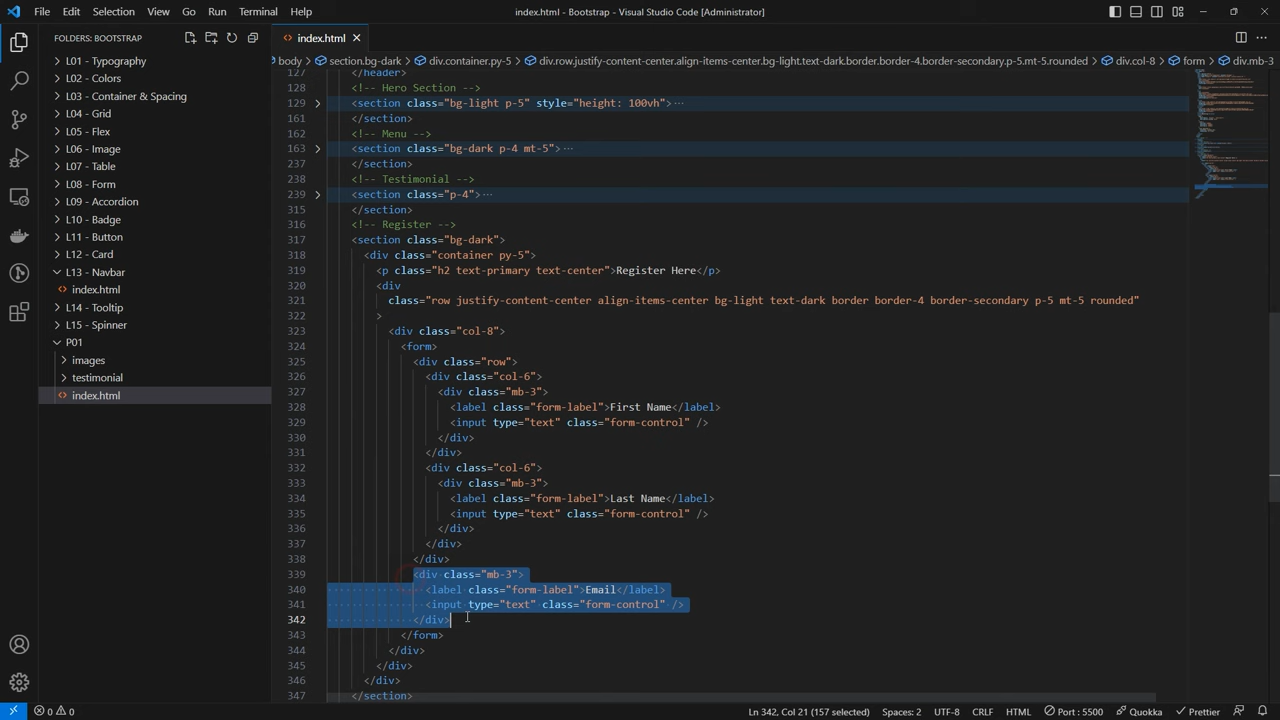 File Edit Selection View Go Run Terminal Help
index.html - Bootstrap - Visual Studio Code [Administrator]
FOLDERS: BOOTSTRAP
L01 - Typography
L02 - Colors
L03 - Container & Spacing
L04 - Grid
L05 - Flex
L06 - Image
L07 - Table
L08 - Form
L09 - Accordion
L10 - Badge
L11 - Button
L12 - Card
L13 - Navbar
index.html
L14 - Tooltip
L15 - Spinner
P01
images
testimonial
index.html
index.html
body > section.bg-dark > div.container.py-5 > div.row.justify-content-center.align-items-center.bg-light.text-dark.border.border-4.border-secondary.p-5.mt-5.rounded > div.col-8 > form > div.mb-3
127 </header>
128 <!-- Hero Section -->
129 <section class="bg-light p-5" style="height: 100vh">···
161 </section>
162 <!-- Menu -->
163 <section class="bg-dark p-4 mt-5">···
237 </section>
238 <!-- Testimonial -->
239 <section class="p-4">···
315 </section>
316 <!-- Register -->
317 <section class="bg-dark">
318 <div class="container py-5">
319 <p class="h2 text-primary text-center">Register Here</p>
320 <div
321 class="row justify-content-center align-items-center bg-light text-dark border border-4 border-secondary p-5 mt-5 rounded"
322 >
323 <div class="col-8">
324 <form>
325 <div class="row">
326 <div class="col-6">
327 <div class="mb-3">
328 <label class="form-label">First Name</label>
329 <input type="text" class="form-control" />
330 </div>
331 </div>
332 <div class="col-6">
333 <div class="mb-3">
334 <label class="form-label">Last Name</label>
335 <input type="text" class="form-control" />
336 </div>
337 </div>
338 </div>
339 <div class="mb-3">
340 <label class="form-label">Email</label>
341 <input type="text" class="form-control" />
342 </div>
343 </form>
344 </div>
345 </div>
346 </div>
347 </section>
0 0
Ln 342, Col 21 (157 selected) Spaces: 2 UTF-8 CRLF HTML Port : 5500 Quokka Prettier